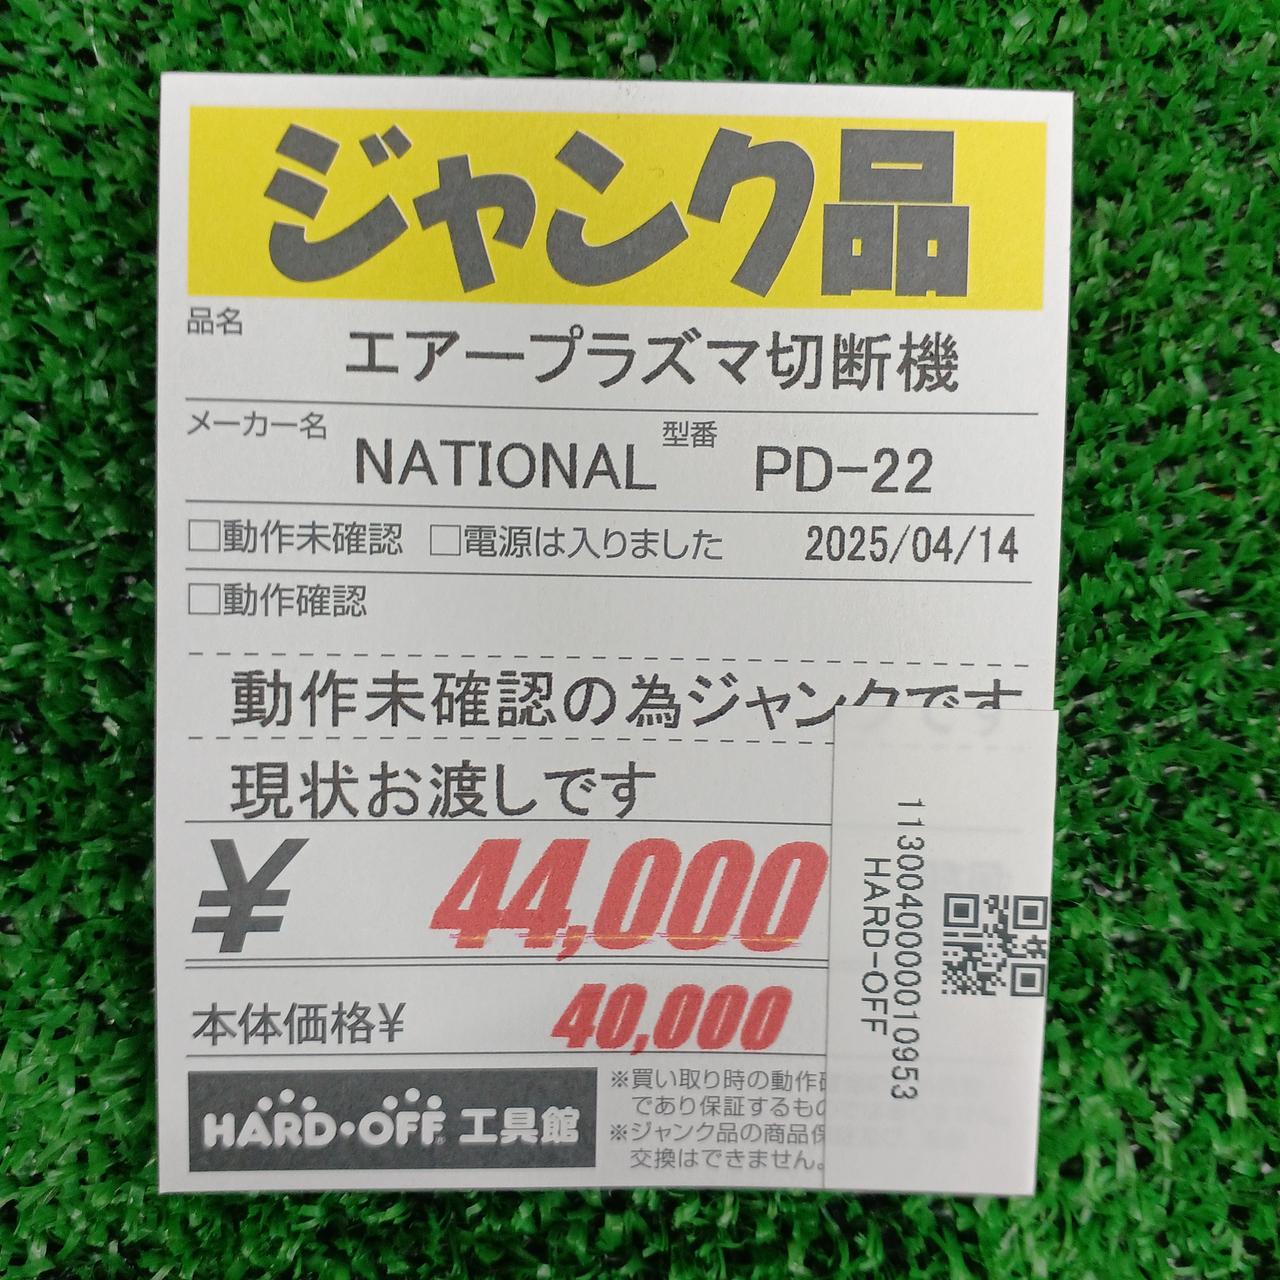 ジャンク品
品名 エアープラズマ切断機
メーカー名 NATIONAL 型番 PD-22
□動作未確認 □電源は入りました 2025/04/14
□動作確認
動作未確認の為ジャンクです
現状お渡しです
¥ 44,000
本体価格¥ 40,000
HARD・OFF 工具館
※買い取り時の動作
であり保証するもの
※ジャンク品の商品
交換はできません。
1130040000010953
HARD-OFF